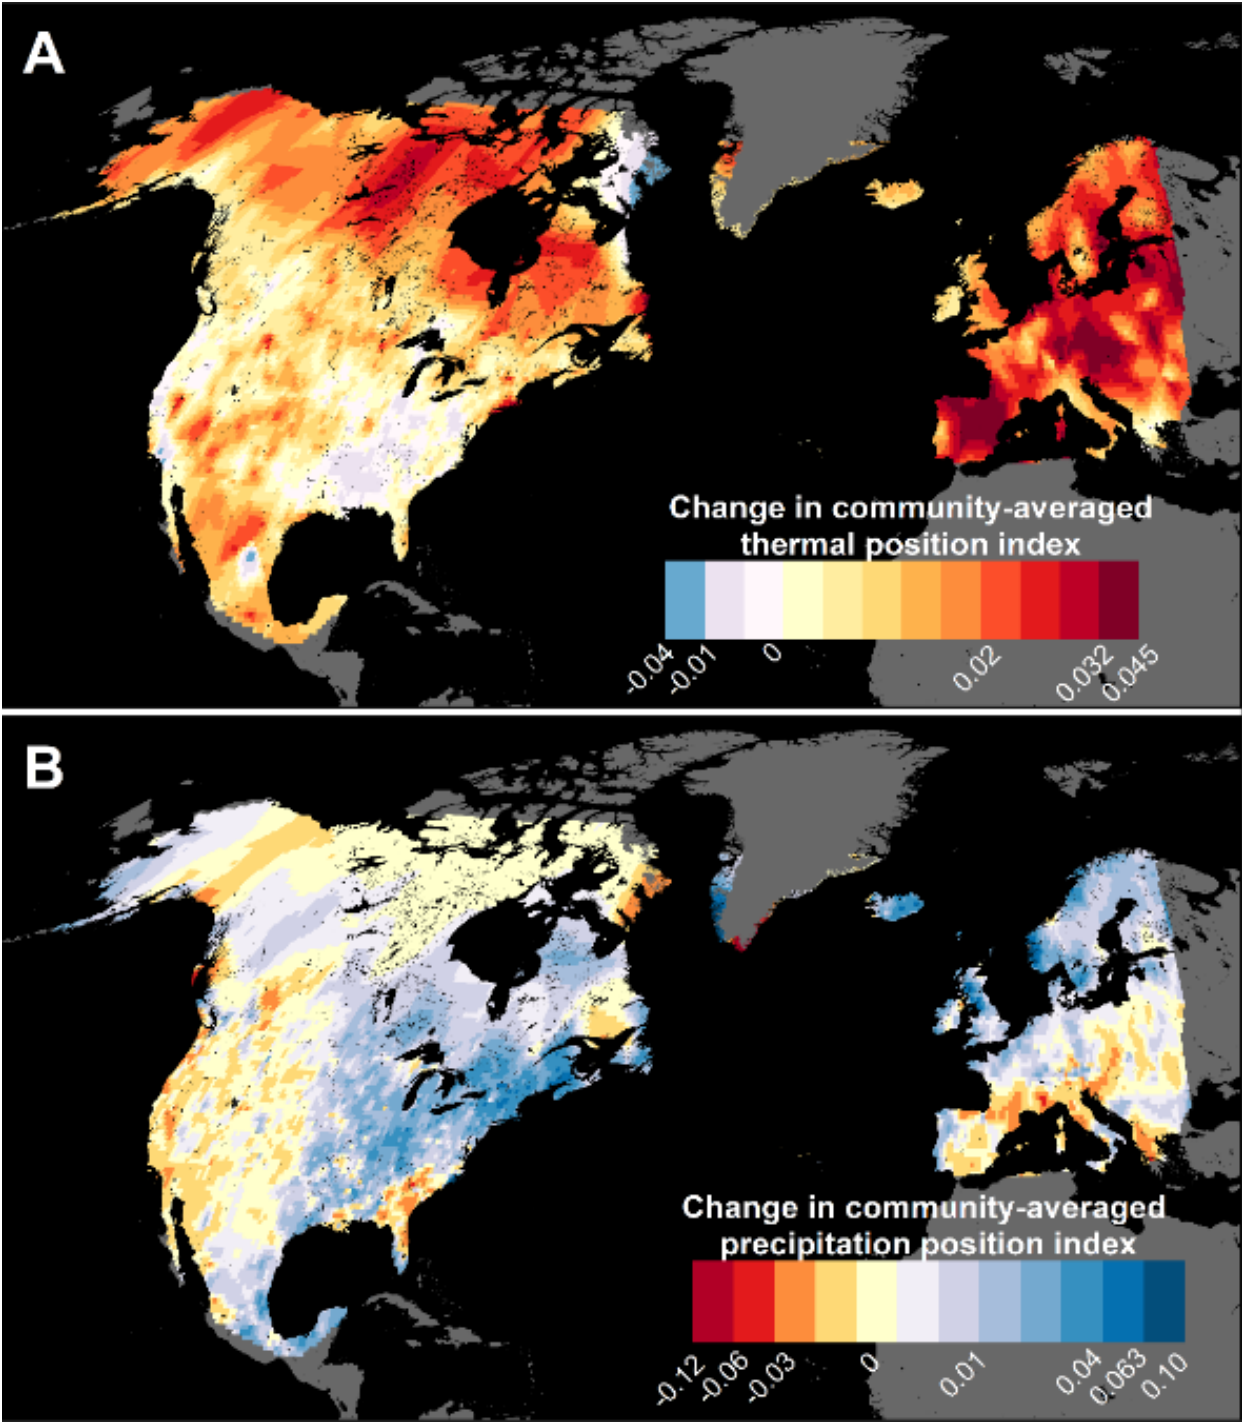 A
Change in community-averaged
thermal position index
-0.04
-0.01
0
0.02
0.032
0.045
B
Change in community-averaged
precipitation position index
-0.12
-0.06
-0.03
0
0.01
0.04
0.063
0.10